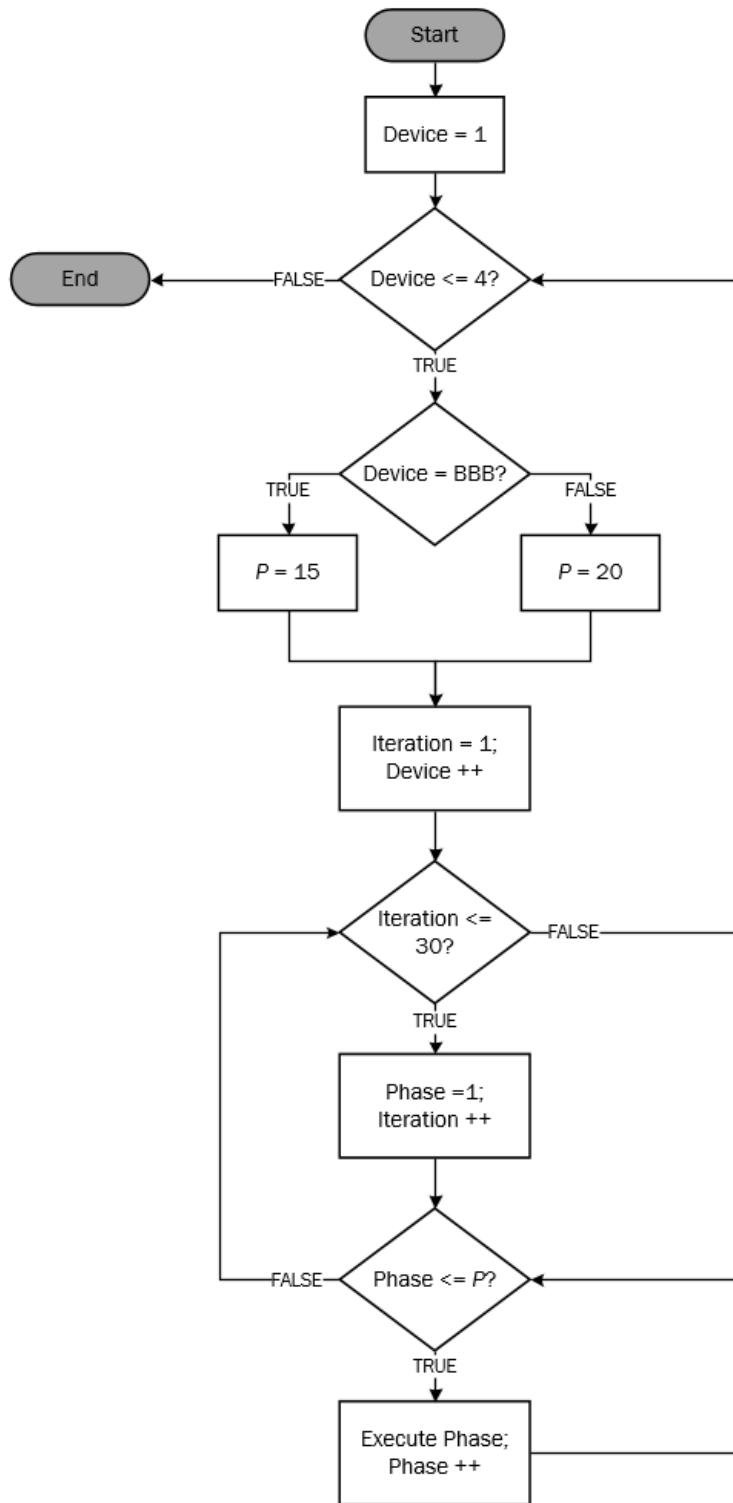 Start
Device = 1
Device <= 4?
FALSE
End
TRUE
Device = BBB?
TRUE
FALSE
P = 15
P = 20
Iteration = 1;
Device ++
Iteration <=
30?
FALSE
TRUE
Phase =1;
Iteration ++
Phase <= P?
FALSE
TRUE
Execute Phase;
Phase ++